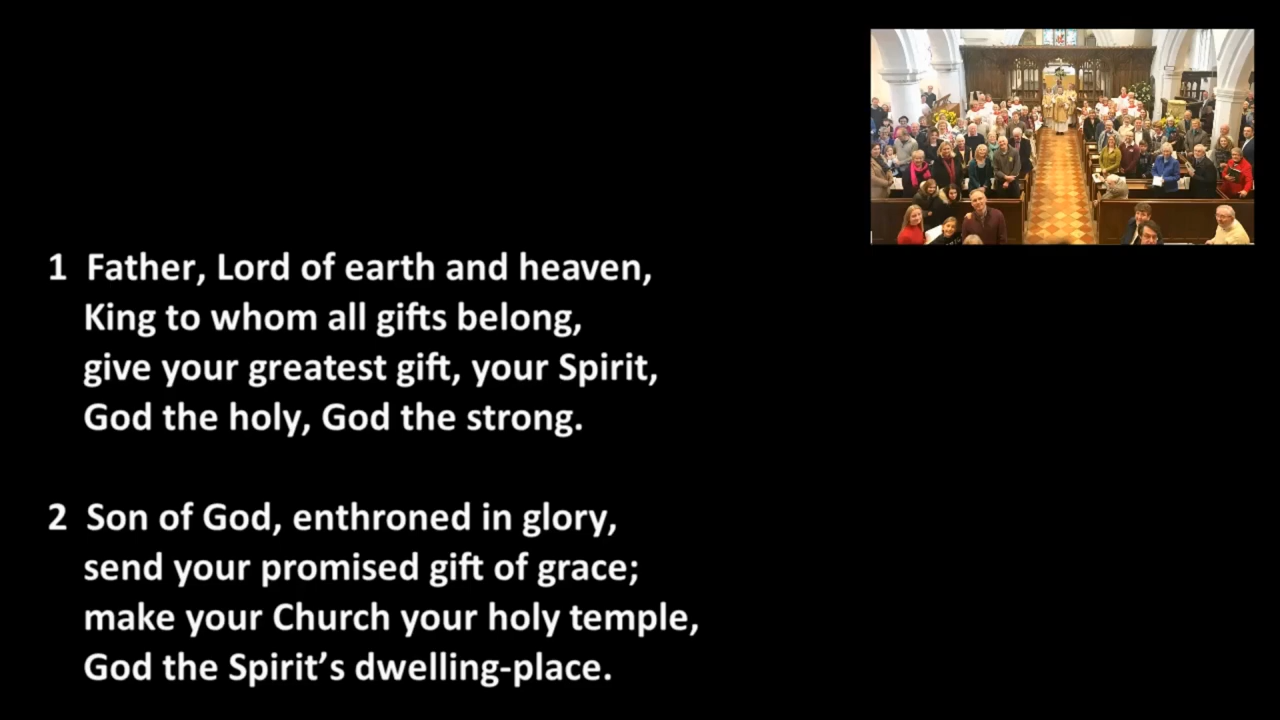 1 Father, Lord of earth and heaven,
King to whom all gifts belong,
give your greatest gift, your Spirit,
God the holy, God the strong.
2 Son of God, enthroned in glory,
send your promised gift of grace;
make your Church your holy temple,
God the Spirit’s dwelling-place.